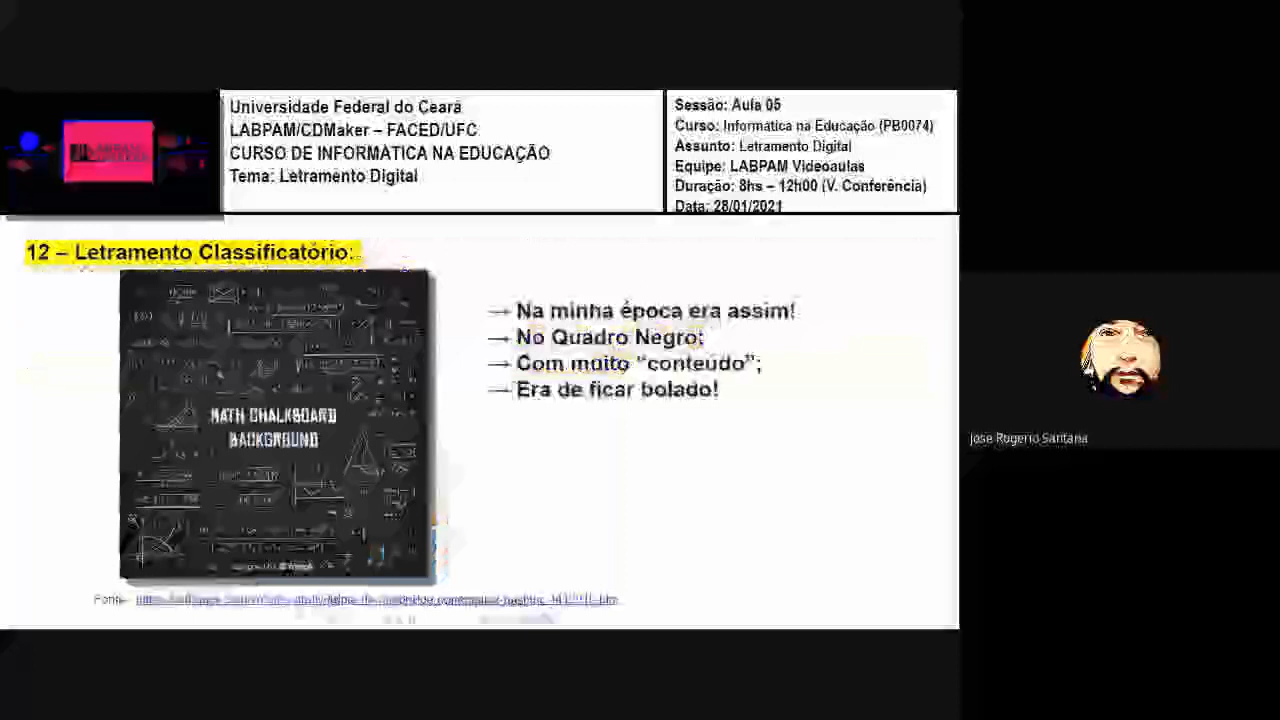 Universidade Federal do Ceará
LABPAM/CDMaker – FACED/UFC
CURSO DE INFORMÁTICA NA EDUCAÇÃO
Tema: Letramento Digital
Sessão: Aula 05
Curso: Informática na Educação (PB0074)
Assunto: Letramento Digital
Equipe: LABPAM Videoaulas
Duração: 8hs – 12h00 (V. Conferência)
Data: 28/01/2021
12 – Letramento Classificatório:
→ Na minha época era assim!
→ No Quadro Negro;
→ Com muito “conteúdo”;
→ Era de ficar bolado!
MATH CHALKBOARD
BACKGROUND
Jose Rogerio Santana